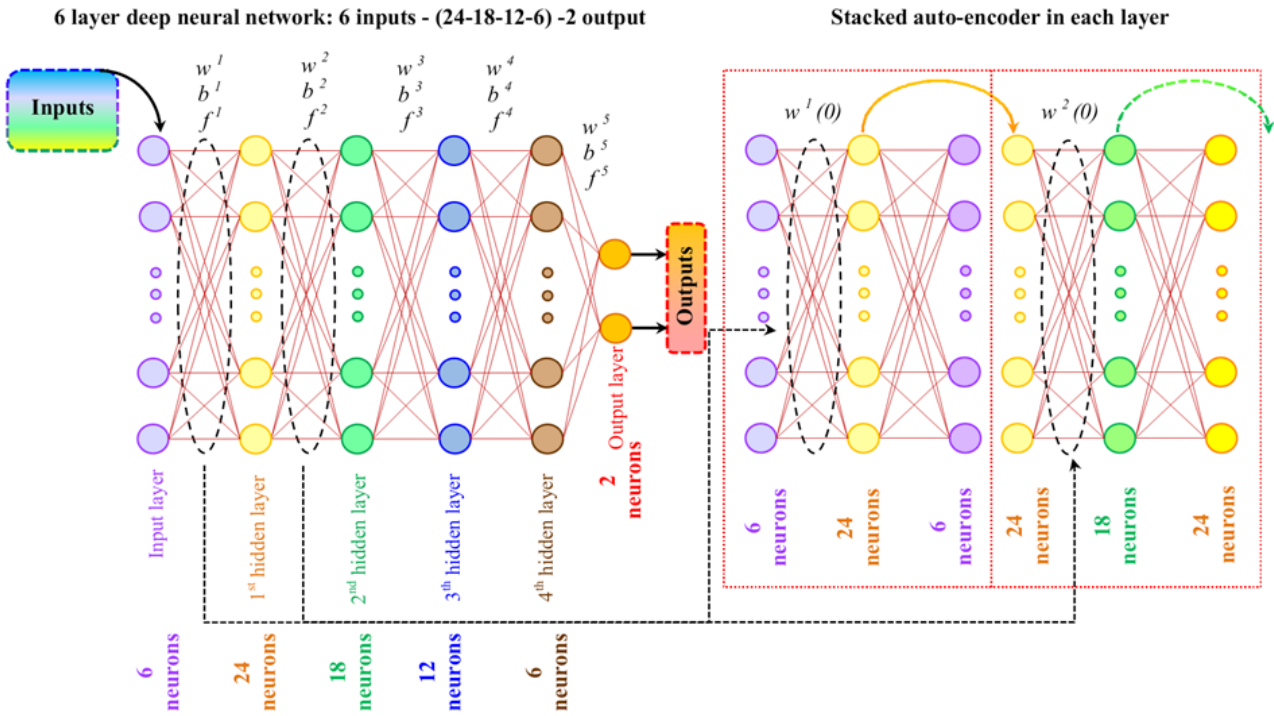 6 layer deep neural network: 6 inputs - (24-18-12-6) -2 output
Stacked auto-encoder in each layer
Inputs
w 1
b 1
f 1
w 2
b 2
f 2
w 3
b 3
f 3
w 4
b 4
f 4
w 5
b 5
f 5
Outputs
w 1 (0)
w 2 (0)
Input layer
1st hidden layer
2nd hidden layer
3th hidden layer
4th hidden layer
Output layer
2
neurons
6
neurons
24
neurons
18
neurons
12
neurons
6
neurons
6
neurons
24
neurons
6
neurons
24
neurons
18
neurons
24
neurons